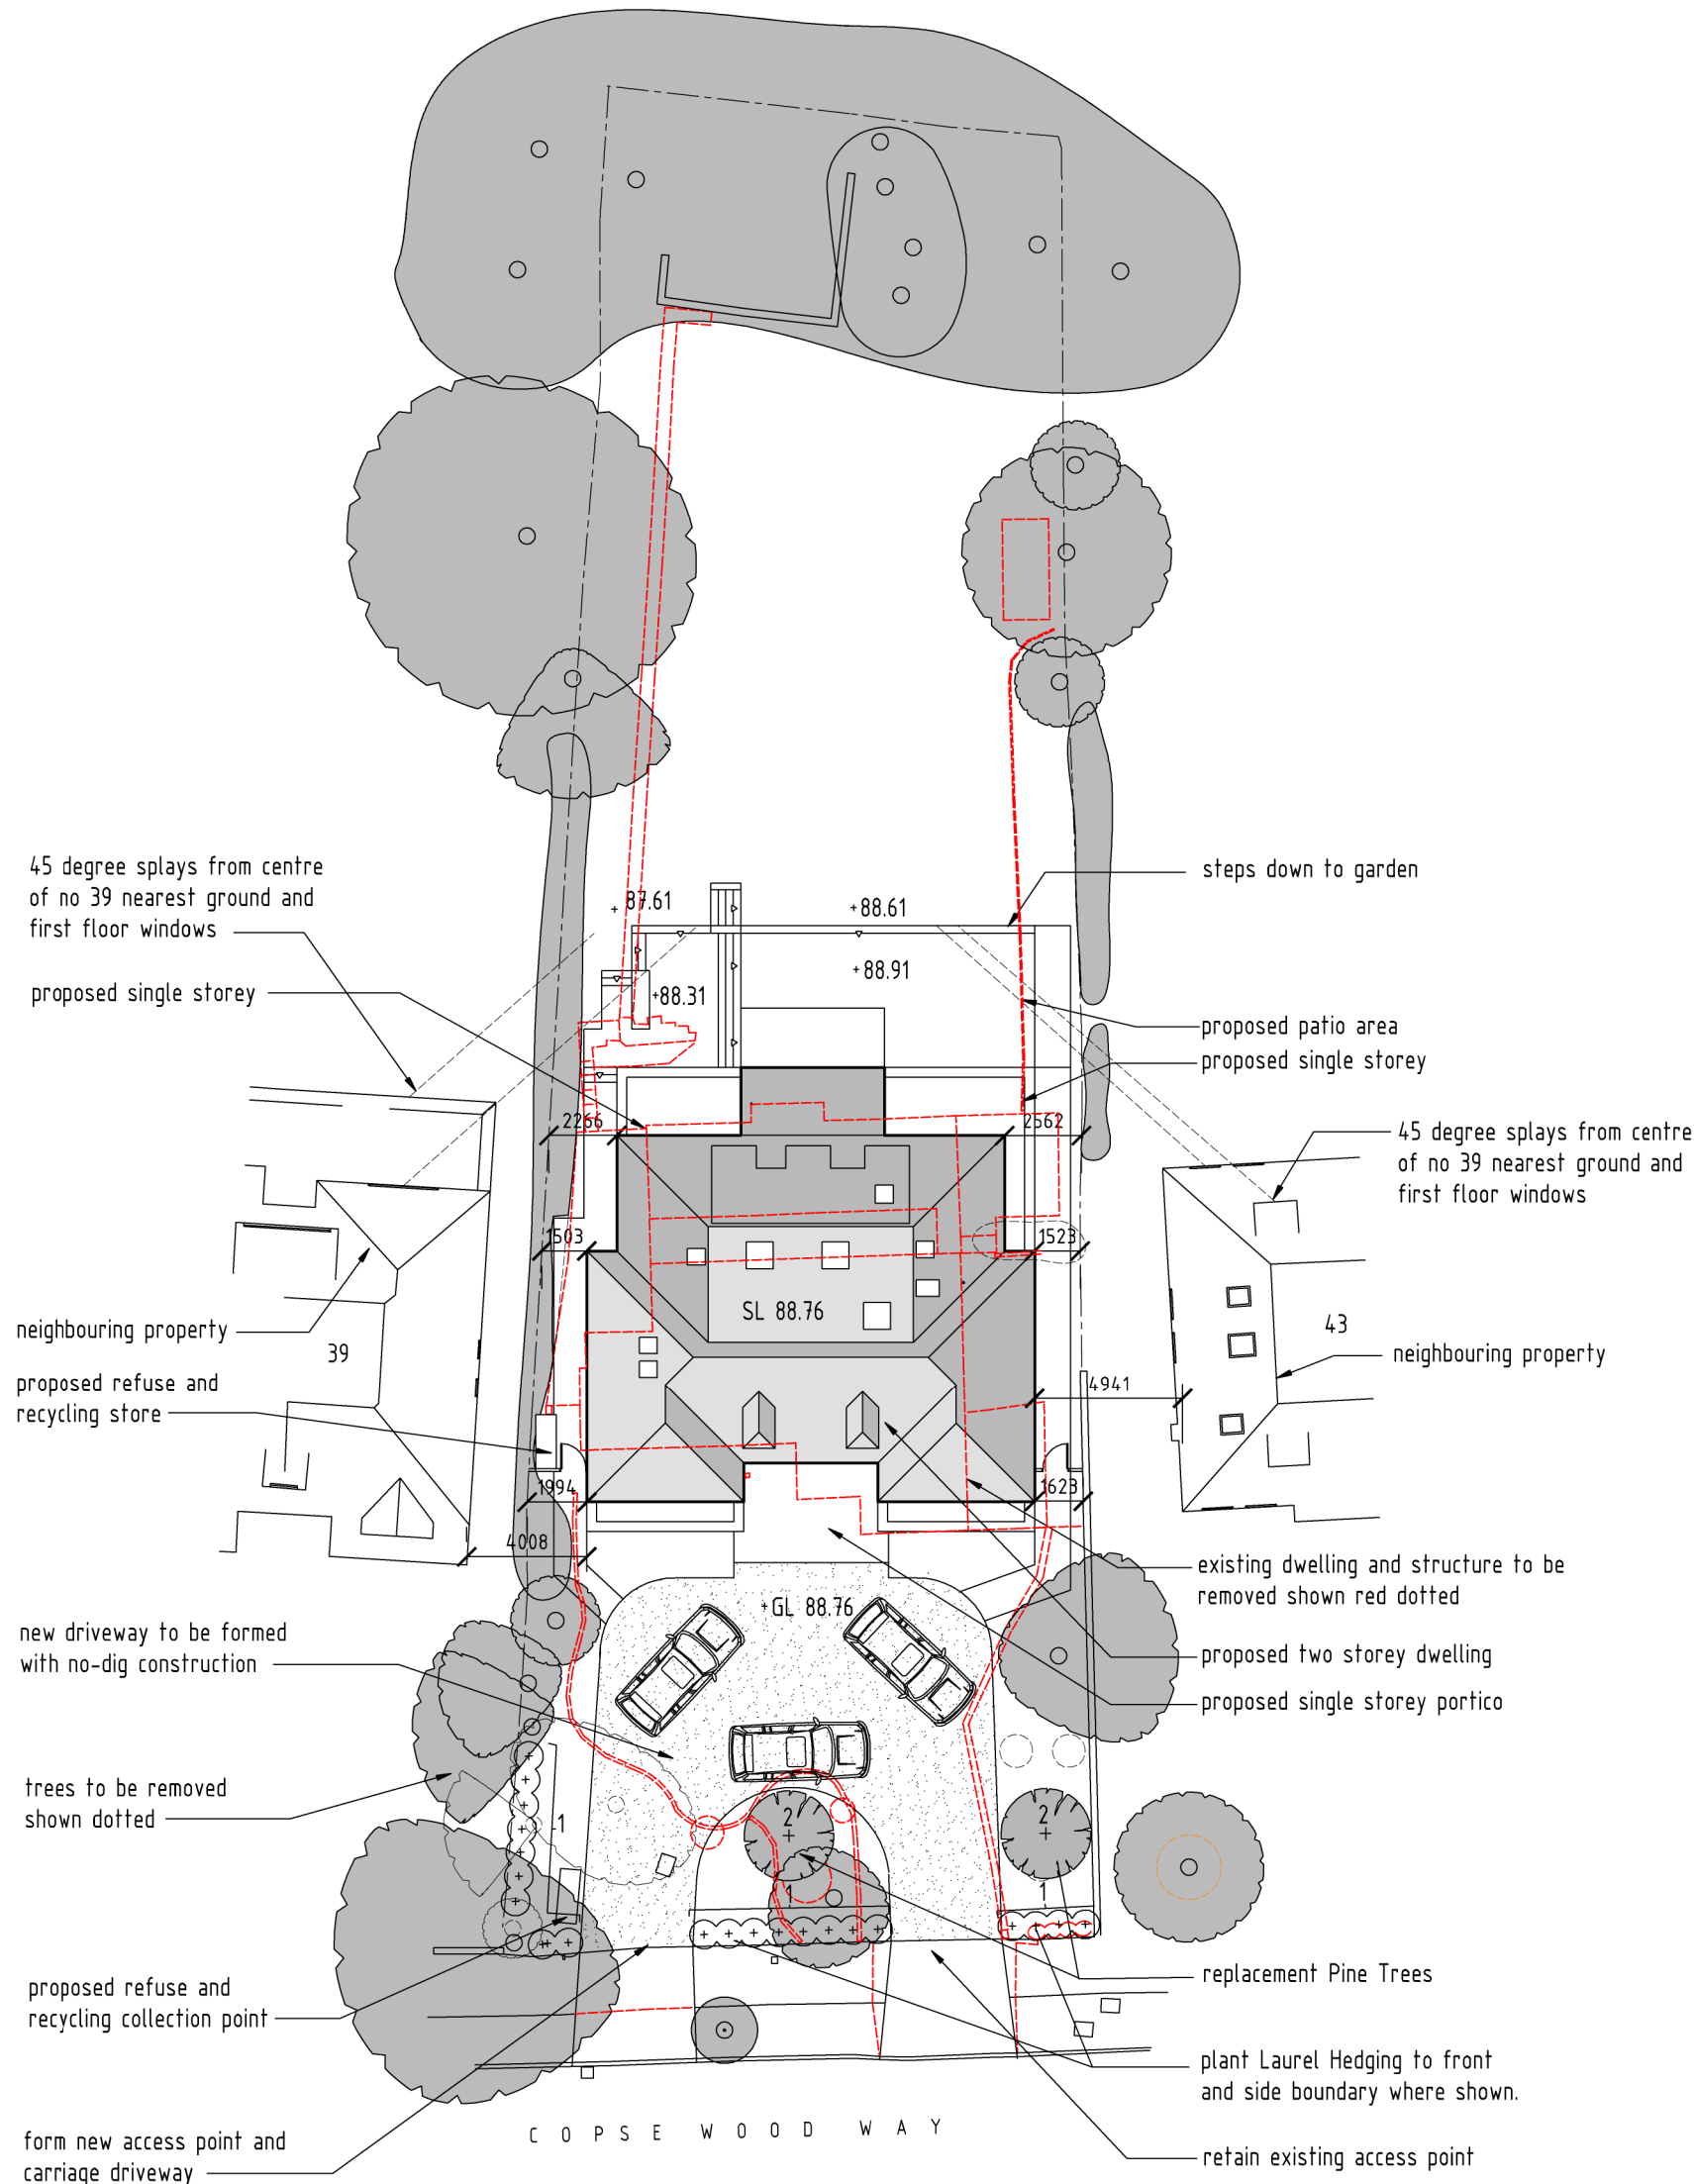 45 degree splays from centre
of no 39 nearest ground and
first floor windows
steps down to garden
87.61
+88.61
+88.91
proposed single storey
+88.31
proposed patio area
proposed single storey
2266
2562
45 degree splays from centre
of no 39 nearest ground and
first floor windows
1503
1523
SL 88.76
neighbouring property
39
43
neighbouring property
proposed refuse and
recycling store
4941
1994
1623
4008
existing dwelling and structure to be
removed shown red dotted
+GL 88.76
new driveway to be formed
with no-dig construction
proposed two storey dwelling
proposed single storey portico
trees to be removed
shown dotted
1
2
2
1
1
replacement Pine Trees
proposed refuse and
recycling collection point
plant Laurel Hedging to front
and side boundary where shown.
COPSE WOOD WAY
form new access point and
carriage driveway
retain existing access point